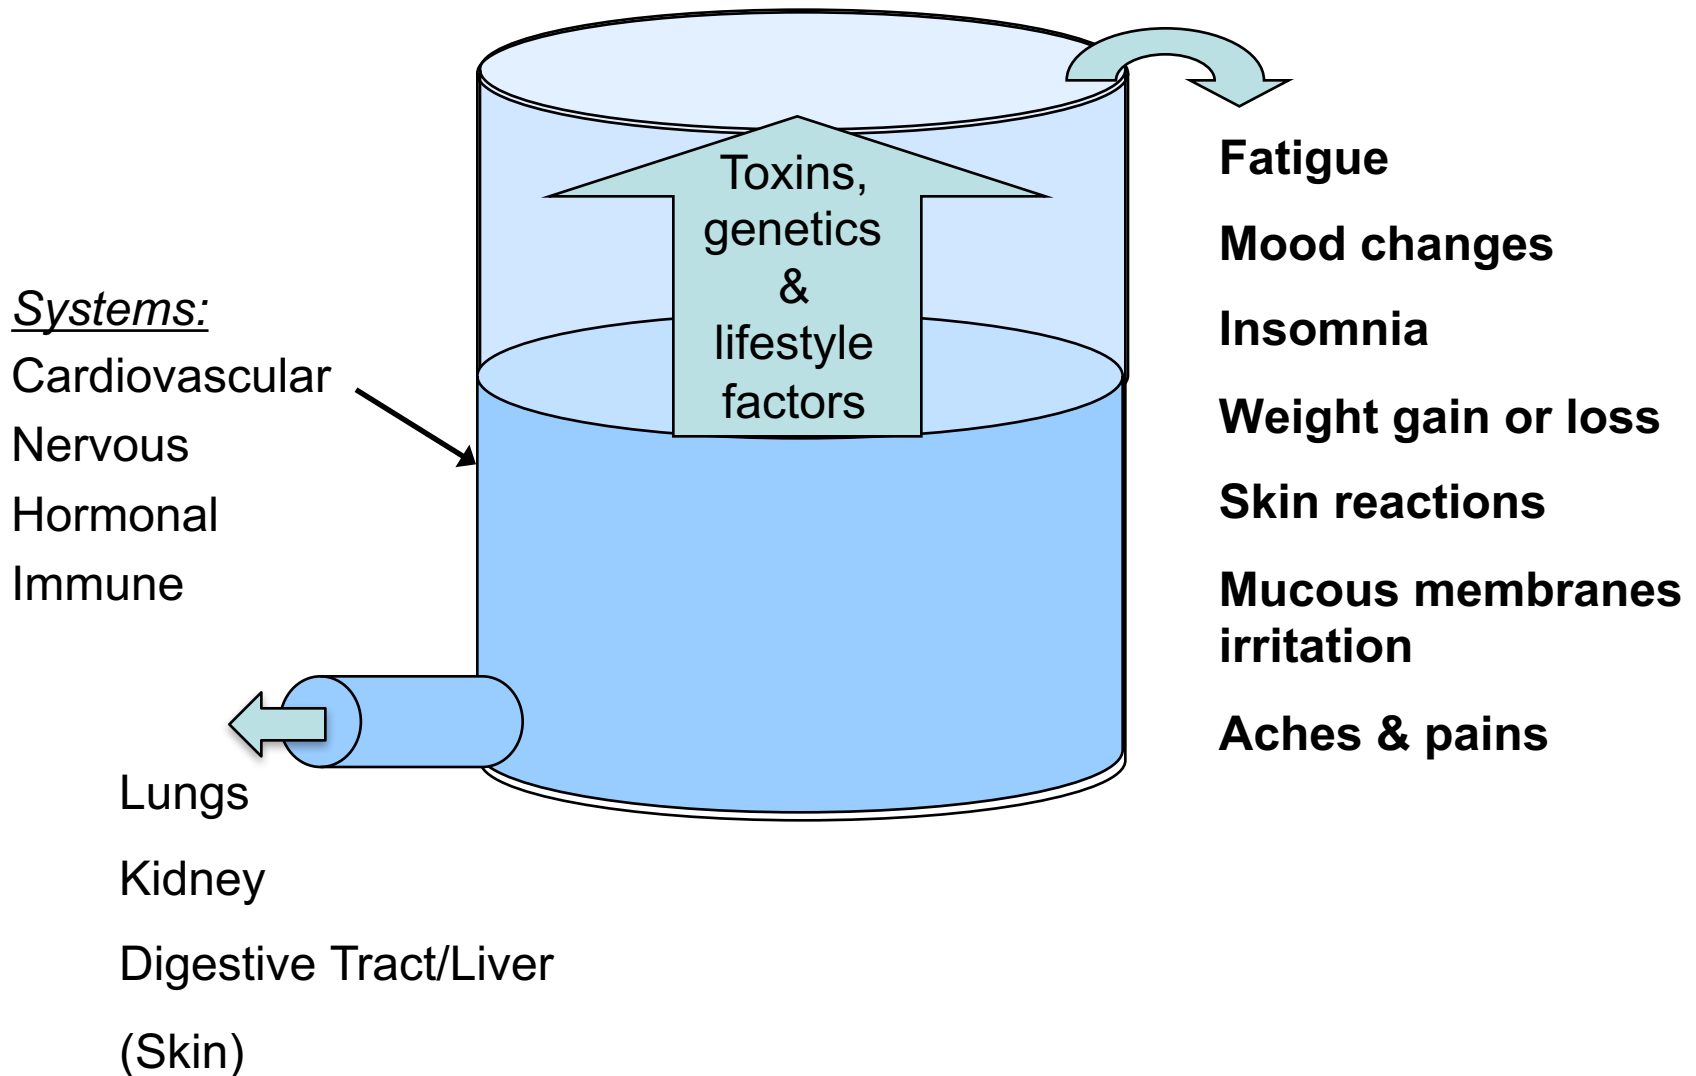 Toxins,
genetics
&
lifestyle
factors
Systems:
Cardiovascular
Nervous
Hormonal
Immune
Lungs
Kidney
Digestive Tract/Liver
(Skin)
Fatigue
Mood changes
Insomnia
Weight gain or loss
Skin reactions
Mucous membranes
irritation
Aches & pains